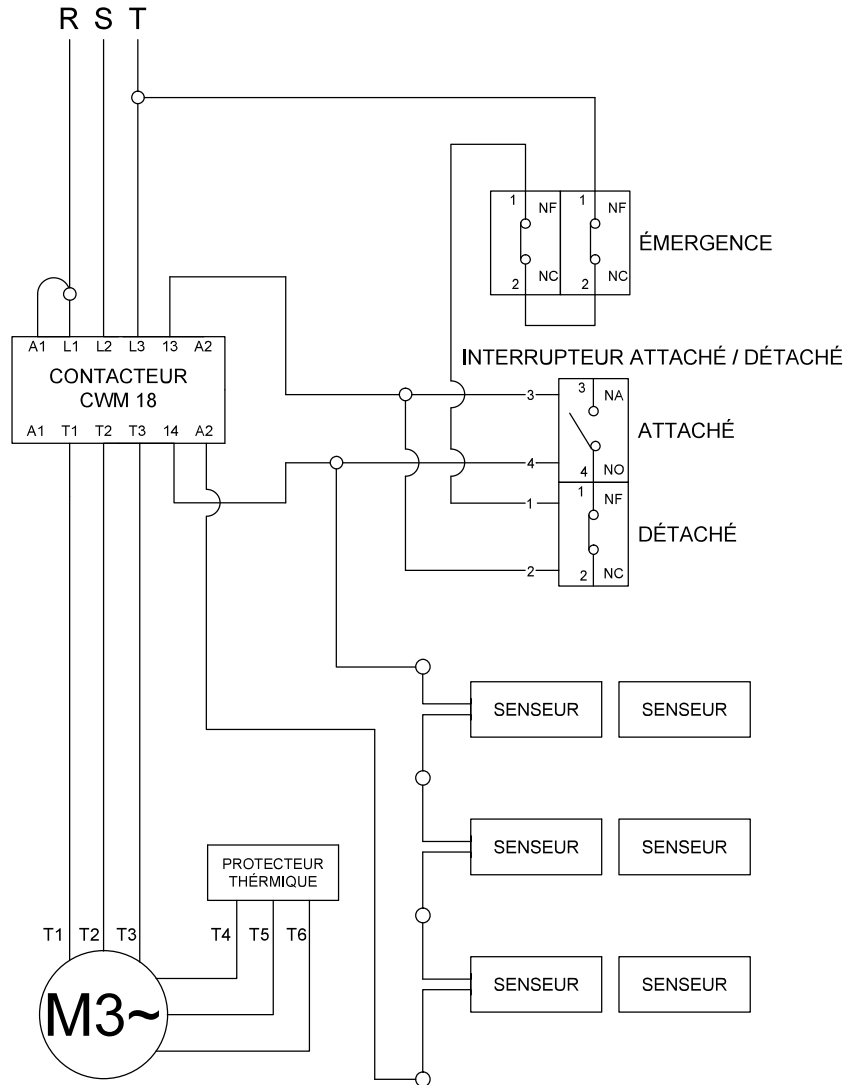 R S T
1 NF 1 NF
ÉMERGENCE
2 NC 2 NC
A1 L1 L2 L3 13 A2
CONTACTEUR
CWM 18
A1 T1 T2 T3 14 A2
INTERRUPTEUR ATTACHÉ / DÉTACHÉ
3 3 NA
ATTACHÉ
4 4 NO
1 1 NF
DÉTACHÉ
2 2 NC
SENSEUR SENSEUR
SENSEUR SENSEUR
PROTECTEUR
THÉRMIQUE
T1 T2 T3 T4 T5 T6
SENSEUR SENSEUR
M3~